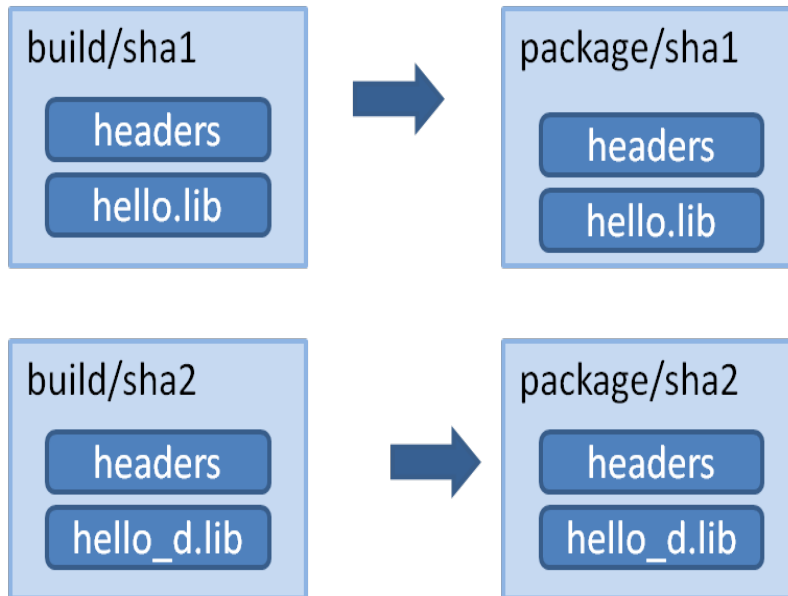 build/sha1
headers
hello.lib
package/sha1
headers
hello.lib
build/sha2
headers
hello_d.lib
package/sha2
headers
hello_d.lib